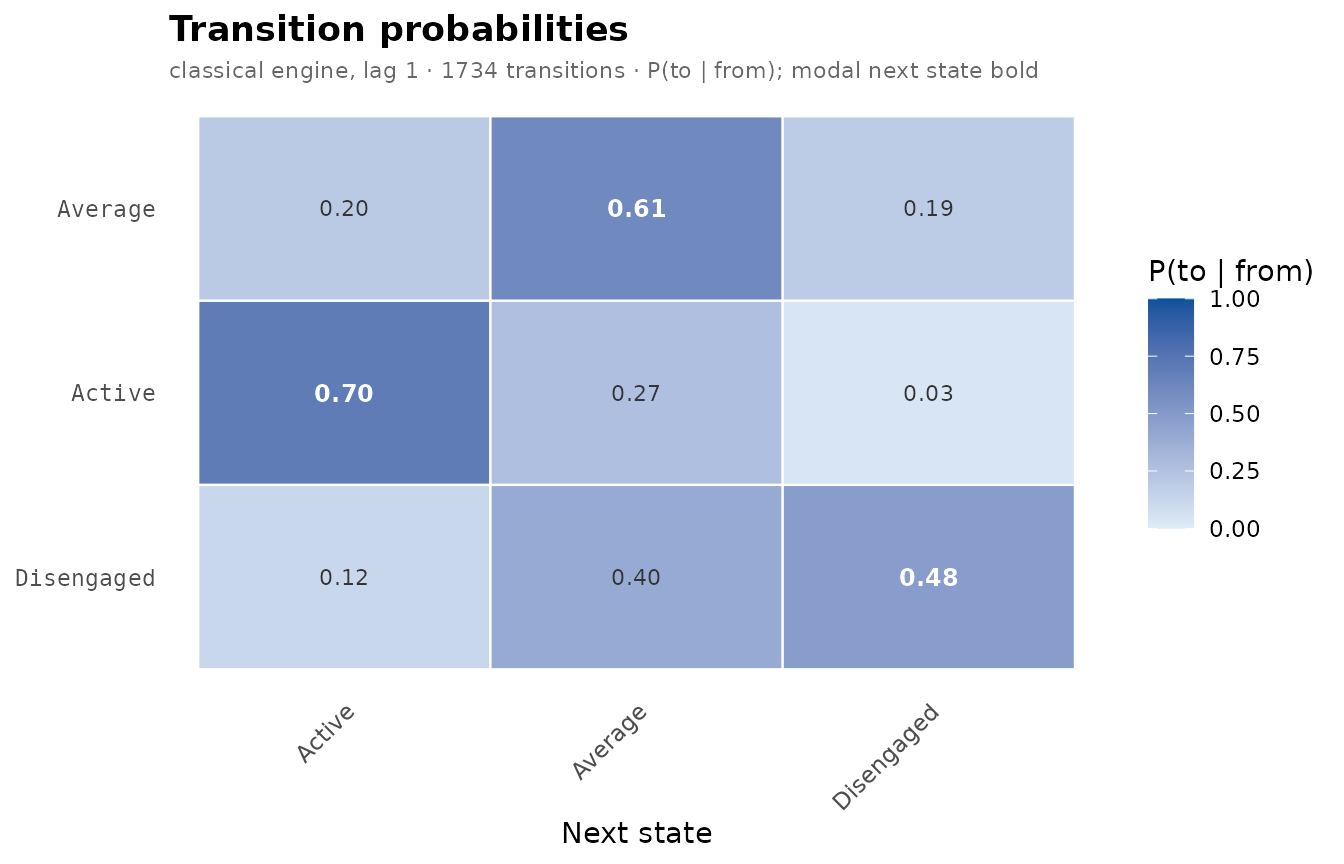 Transition probabilities
classical engine, lag 1 · 1734 transitions · P(to | from); modal next state bold
Average 0.20 0.61 0.19
Active 0.70 0.27 0.03
Disengaged 0.12 0.40 0.48
Active Average Disengaged
Next state
P(to | from)
1.00
0.75
0.50
0.25
0.00